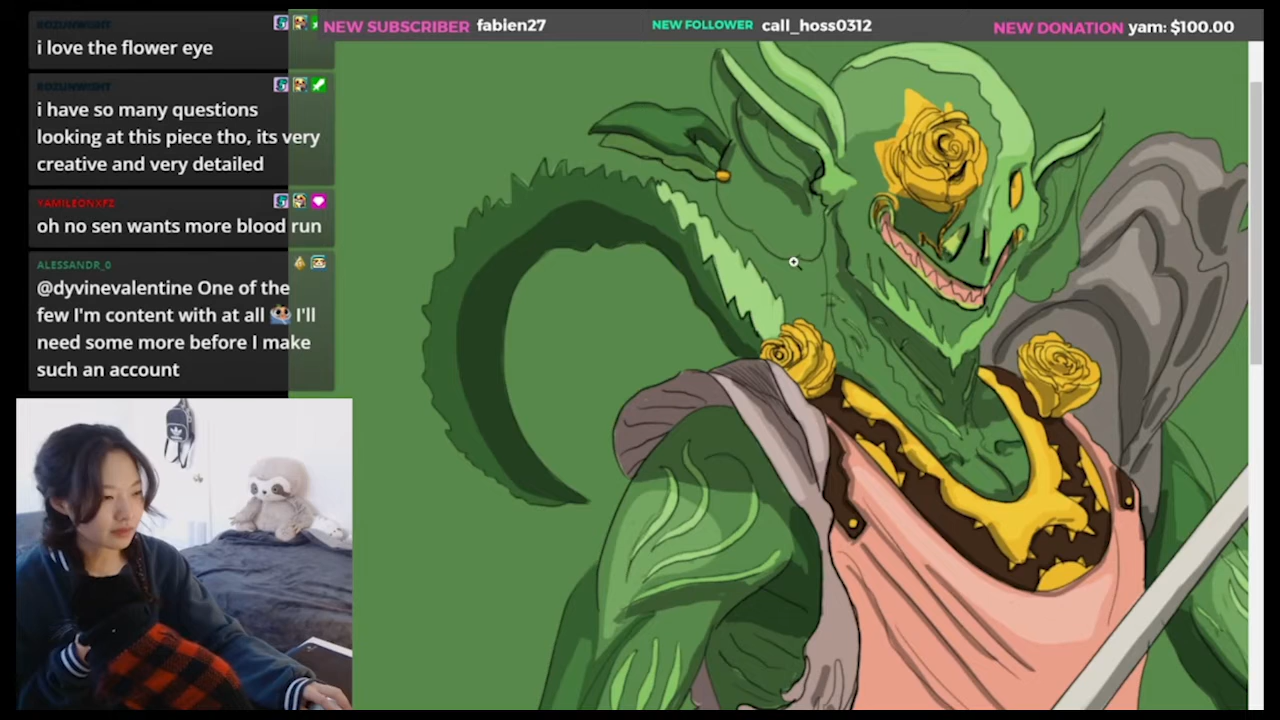 NEW SUBSCRIBER fabien27 NEW FOLLOWER call_hoss0312 NEW DONATION yam: $100.00
i love the flower eye
i have so many questions
looking at this piece tho, its very
creative and very detailed
YAMILEONXFZ
oh no sen wants more blood run
ALESSANDR_0
@dyvinevalentine One of the
few I'm content with at all I'll
need some more before I make
such an account